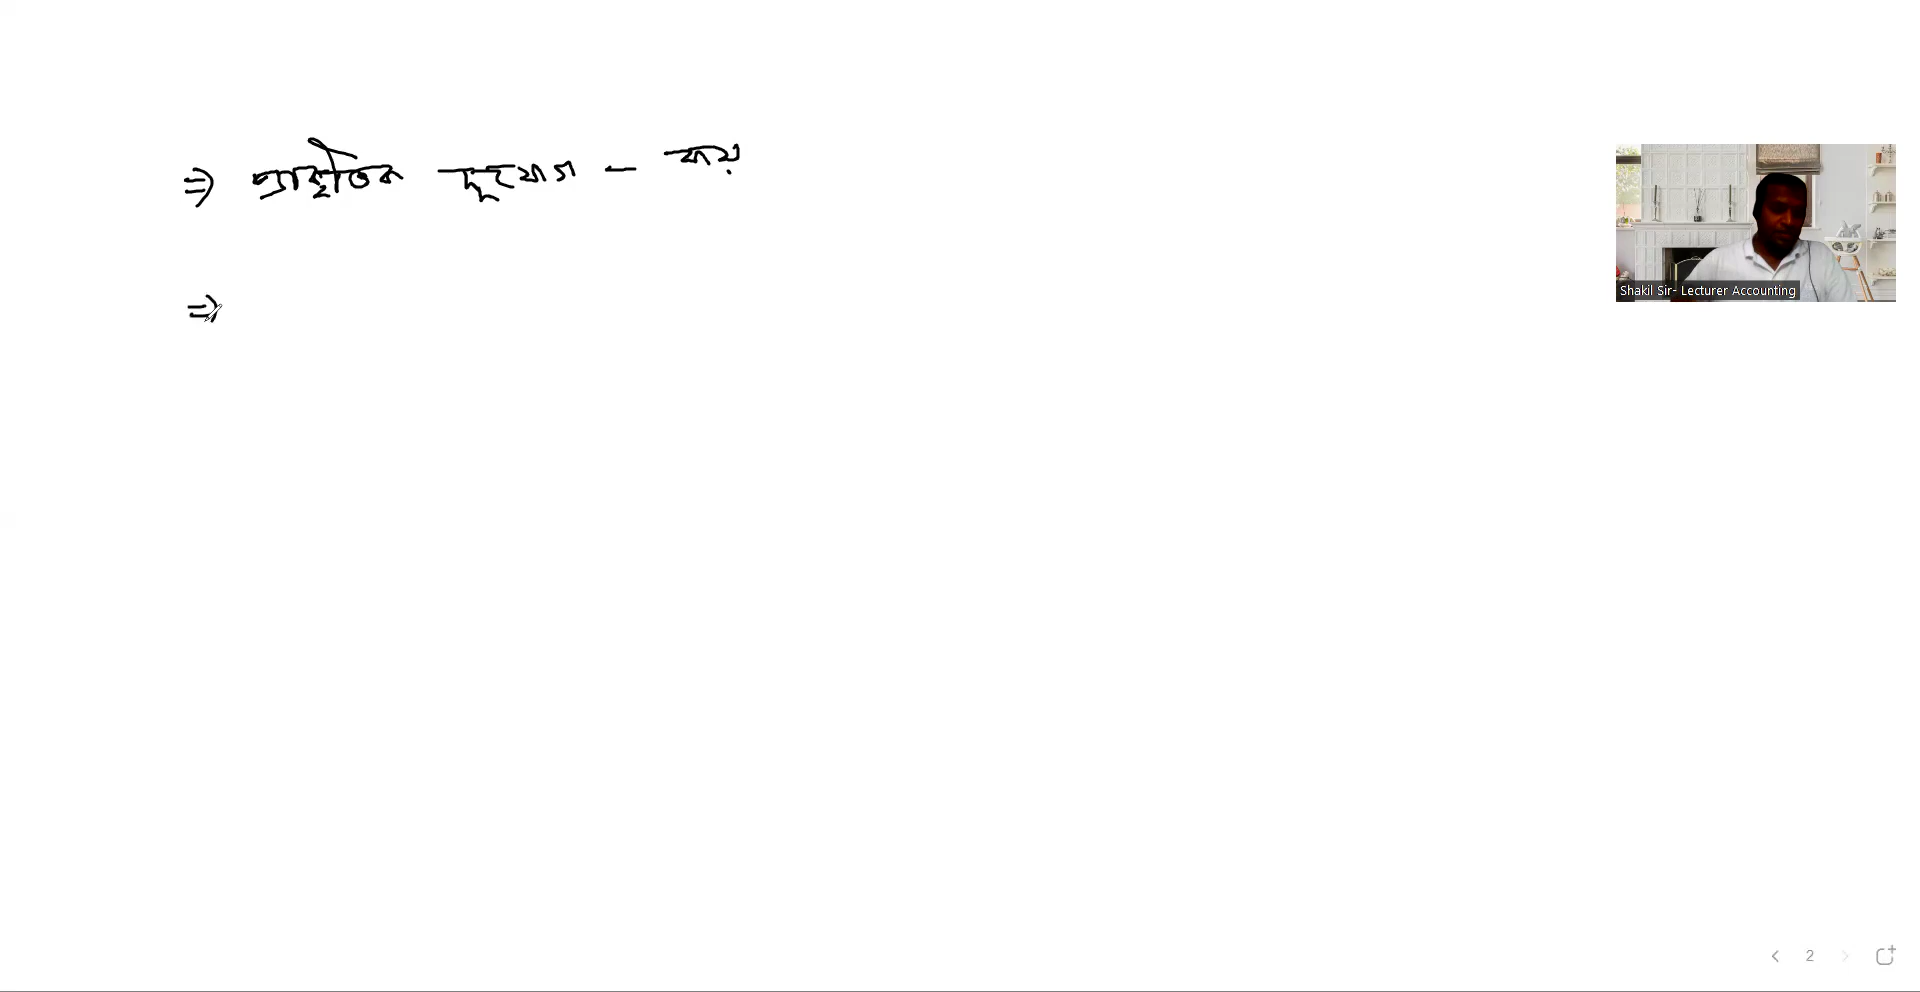 ⇒ প্রাকৃতিক দুর্যোগ –
⇒
Shakil Sir- Lecturer Accounting
2